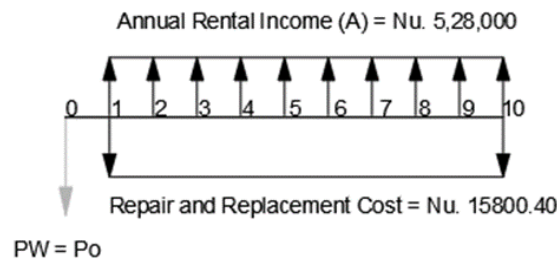 Annual Rental Income (A) = Nu. 5,28,000
0 1 2 3 4 5 6 7 8 9 10
Repair and Replacement Cost = Nu. 15800.40
PW = Po